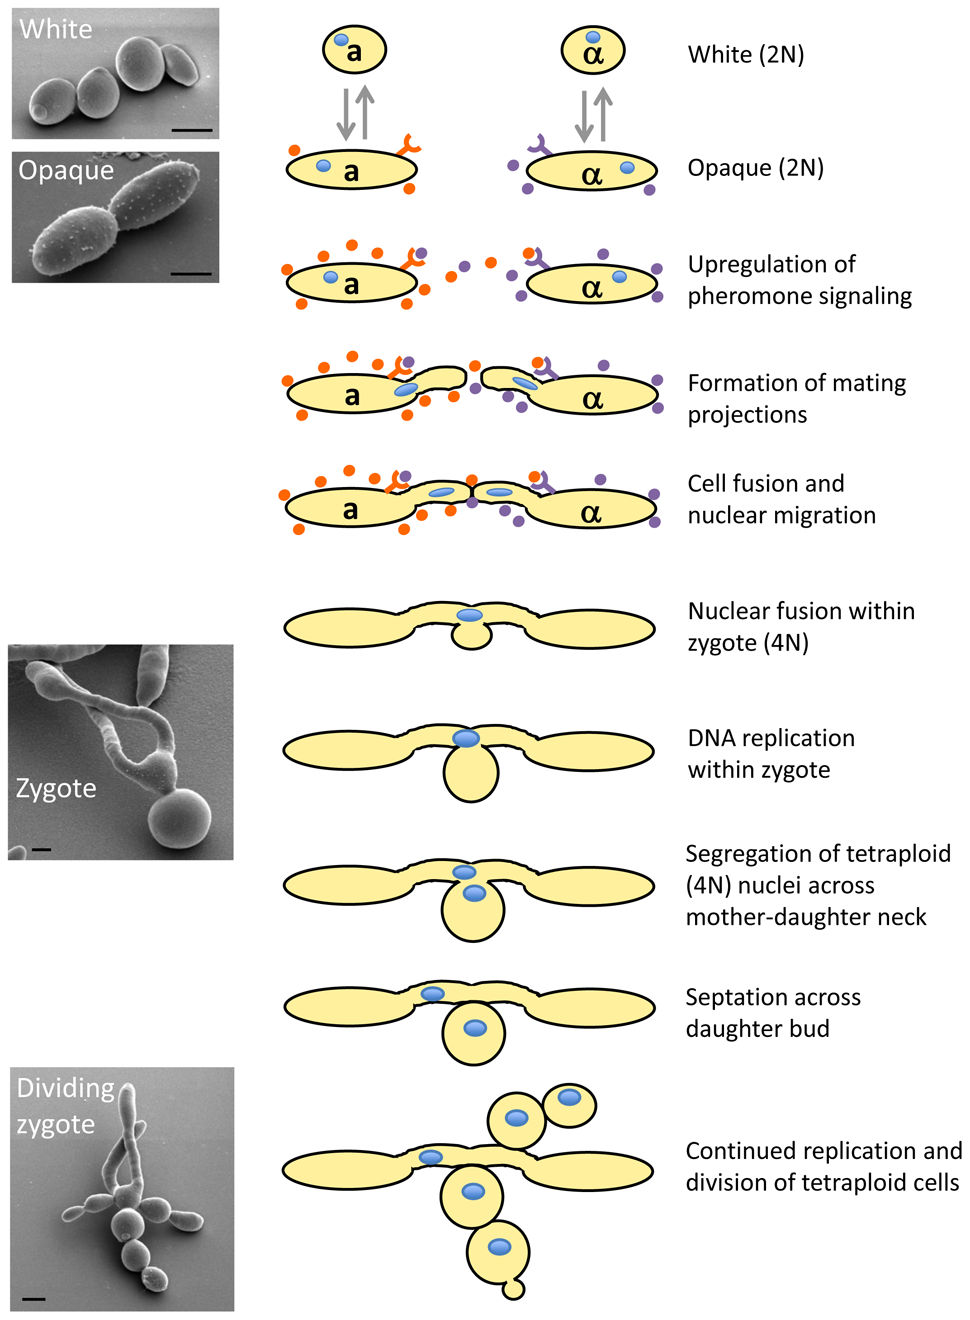 White
a
α
White (2N)
Opaque
a
α
Opaque (2N)
a
α
Upregulation of
pheromone signaling
a
α
Formation of mating
projections
a
α
Cell fusion and
nuclear migration
Nuclear fusion within
zygote (4N)
Zygote
DNA replication
within zygote
Segregation of tetraploid
(4N) nuclei across
mother-daughter neck
Septation across
daughter bud
Dividing
zygote
Continued replication and
division of tetraploid cells